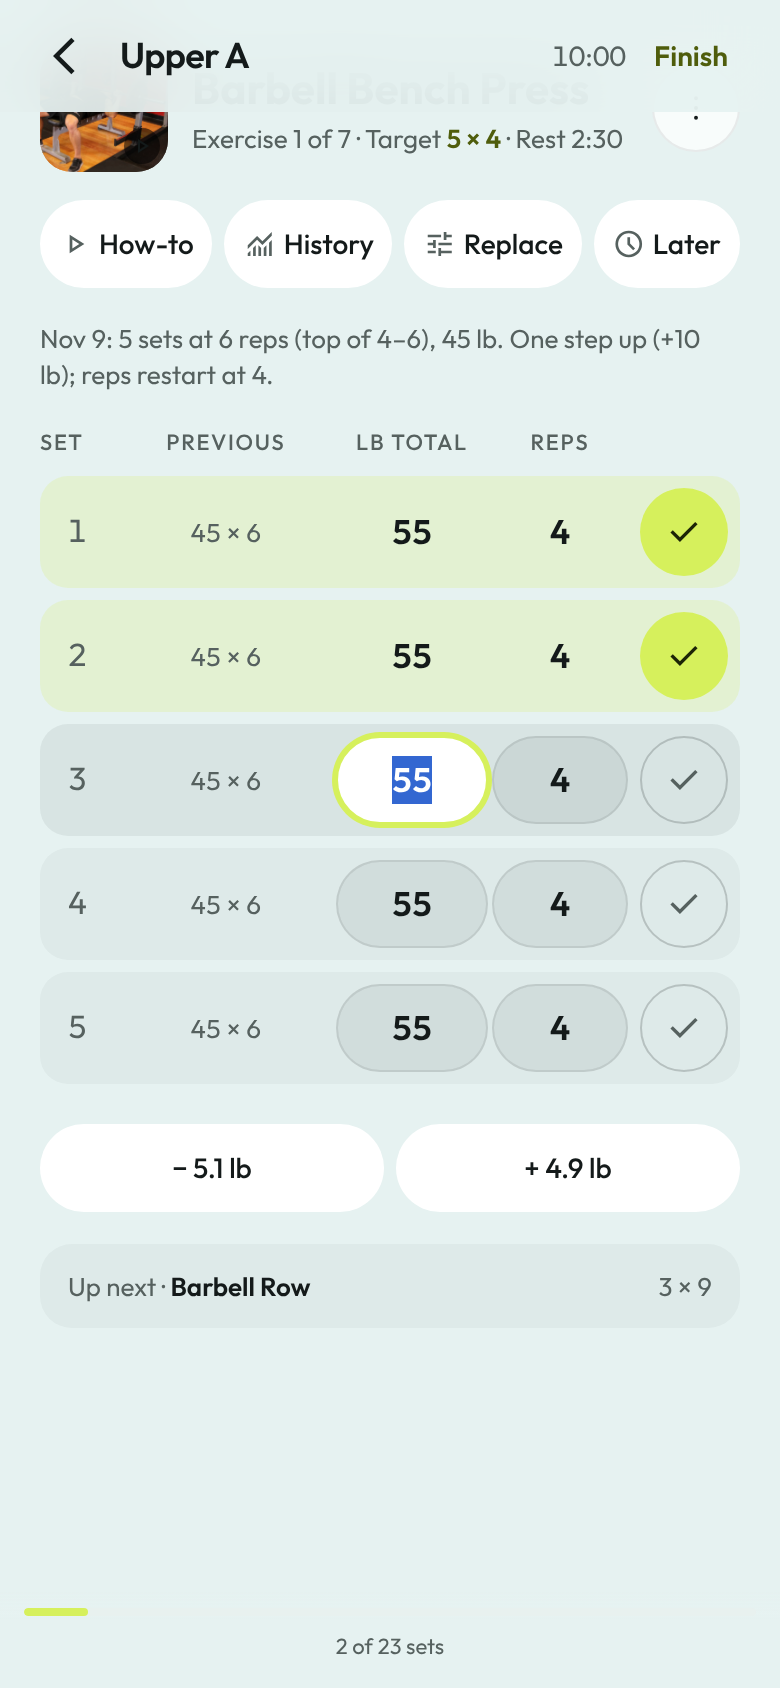 Upper A
10:00
Finish
Barbell Bench Press
Exercise 1 of 7 · Target 5 × 4 · Rest 2:30
How-to
History
Replace
Later
Nov 9: 5 sets at 6 reps (top of 4–6), 45 lb. One step up (+10
lb); reps restart at 4.
SET PREVIOUS LB TOTAL REPS
1 45 × 6 55 4
2 45 × 6 55 4
3 45 × 6 55 4
4 45 × 6 55 4
5 45 × 6 55 4
− 5.1 lb
+ 4.9 lb
Up next · Barbell Row 3 × 9
2 of 23 sets